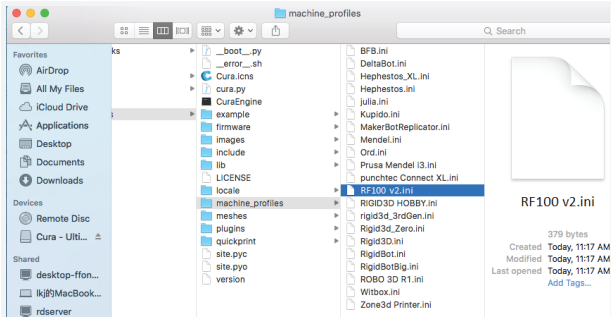 machine_profiles
Search
Favorites
AirDrop
All My Files
iCloud Drive
Applications
Desktop
Documents
Downloads
Devices
Remote Disc
Cura - Ulti...
Shared
desktop-ffon...
lkj的MacBook...
rdserver
ks
s
__boot__.py
__error__.sh
Cura.icns
cura.py
CuraEngine
example
firmware
images
include
lib
LICENSE
locale
machine_profiles
meshes
plugins
quickprint
site.pyc
site.pyo
version
BFB.ini
DeltaBot.ini
Hephestos_XL.ini
Hephestos.ini
julia.ini
Kupido.ini
MakerBotReplicator.ini
Mendel.ini
Ord.ini
Prusa Mendel i3.ini
punchtec Connect XL.ini
RF100 v2.ini
RIGID3D HOBBY.ini
rigid3d_3rdGen.ini
rigid3d_Zero.ini
Rigid3D.ini
RigidBot.ini
RigidBotBig.ini
ROBO 3D R1.ini
Witbox.ini
Zone3d Printer.ini
RF100 v2.ini
379 bytes
Created Today, 11:17 AM
Modified Today, 11:17 AM
Last opened Today, 11:17 AM
Add Tags...